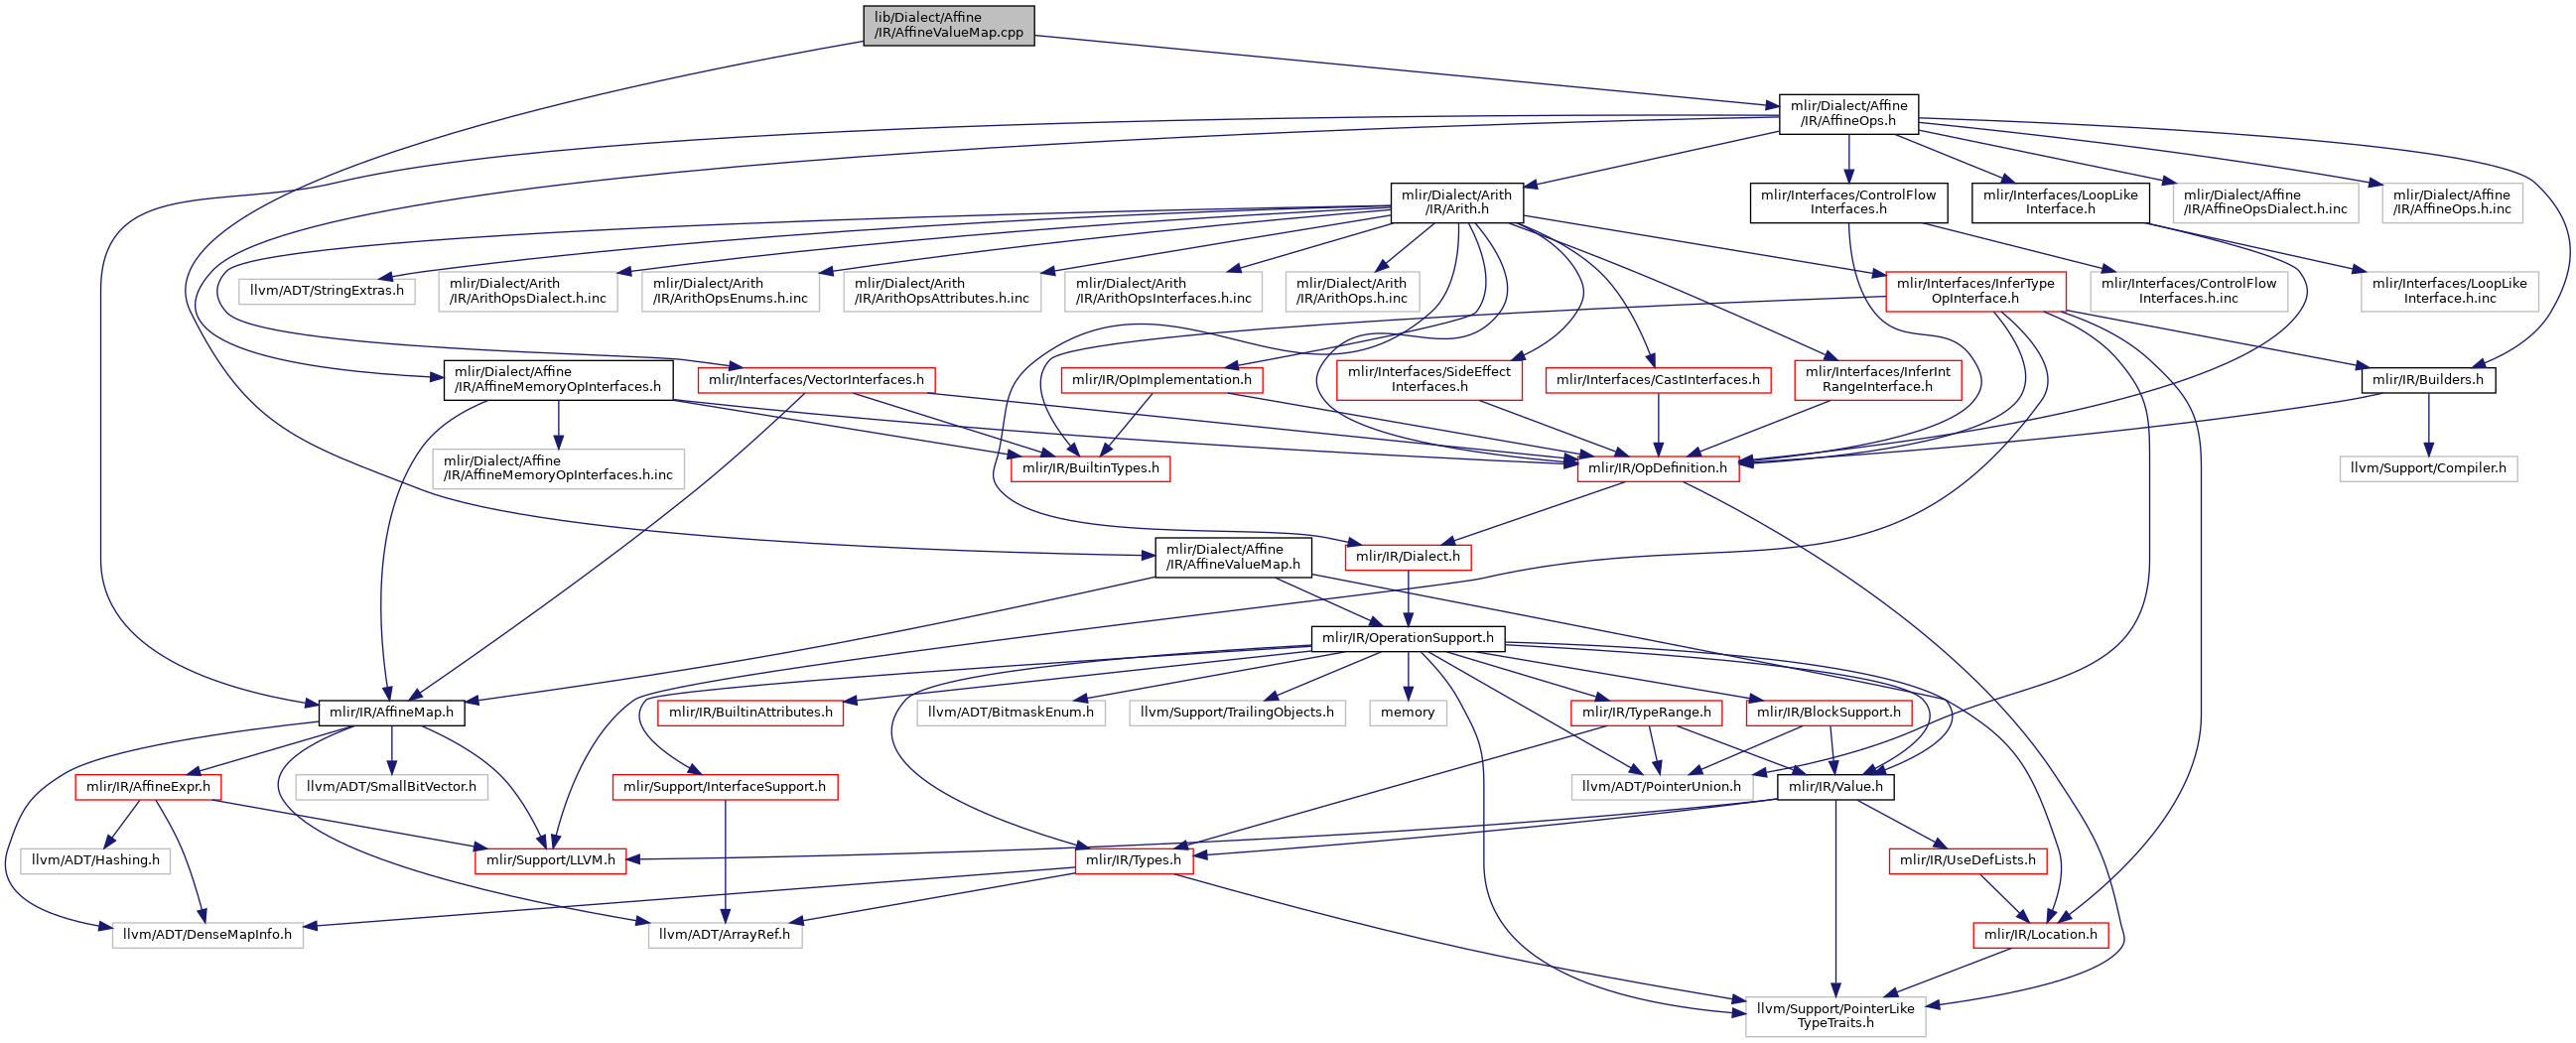 lib/Dialect/Affine
/IR/AffineValueMap.cpp
mlir/Dialect/Affine
/IR/AffineOps.h
mlir/Dialect/Arith
/IR/Arith.h
mlir/Interfaces/ControlFlow
Interfaces.h
mlir/Interfaces/LoopLike
Interface.h
mlir/Dialect/Affine
/IR/AffineOpsDialect.h.inc
mlir/Dialect/Affine
/IR/AffineOps.h.inc
llvm/ADT/StringExtras.h
mlir/Dialect/Arith
/IR/ArithOpsDialect.h.inc
mlir/Dialect/Arith
/IR/ArithOpsEnums.h.inc
mlir/Dialect/Arith
/IR/ArithOpsAttributes.h.inc
mlir/Dialect/Arith
/IR/ArithOpsInterfaces.h.inc
mlir/Dialect/Arith
/IR/ArithOps.h.inc
mlir/Interfaces/InferType
OpInterface.h
mlir/Interfaces/ControlFlow
Interfaces.h.inc
mlir/Interfaces/LoopLike
Interface.h.inc
mlir/Dialect/Affine
/IR/AffineMemoryOpInterfaces.h
mlir/Interfaces/VectorInterfaces.h
mlir/IR/OpImplementation.h
mlir/Interfaces/SideEffect
Interfaces.h
mlir/Interfaces/CastInterfaces.h
mlir/Interfaces/InferInt
RangeInterface.h
mlir/IR/Builders.h
mlir/Dialect/Affine
/IR/AffineMemoryOpInterfaces.h.inc
mlir/IR/BuiltinTypes.h
mlir/IR/OpDefinition.h
llvm/Support/Compiler.h
mlir/Dialect/Affine
/IR/AffineValueMap.h
mlir/IR/Dialect.h
mlir/IR/OperationSupport.h
mlir/IR/AffineMap.h
mlir/IR/BuiltinAttributes.h
llvm/ADT/BitmaskEnum.h
llvm/Support/TrailingObjects.h
memory
mlir/IR/TypeRange.h
mlir/IR/BlockSupport.h
mlir/IR/AffineExpr.h
llvm/ADT/SmallBitVector.h
mlir/Support/InterfaceSupport.h
llvm/ADT/PointerUnion.h
mlir/IR/Value.h
llvm/ADT/Hashing.h
mlir/Support/LLVM.h
mlir/IR/Types.h
mlir/IR/UseDefLists.h
llvm/ADT/DenseMapInfo.h
llvm/ADT/ArrayRef.h
mlir/IR/Location.h
llvm/Support/PointerLike
TypeTraits.h